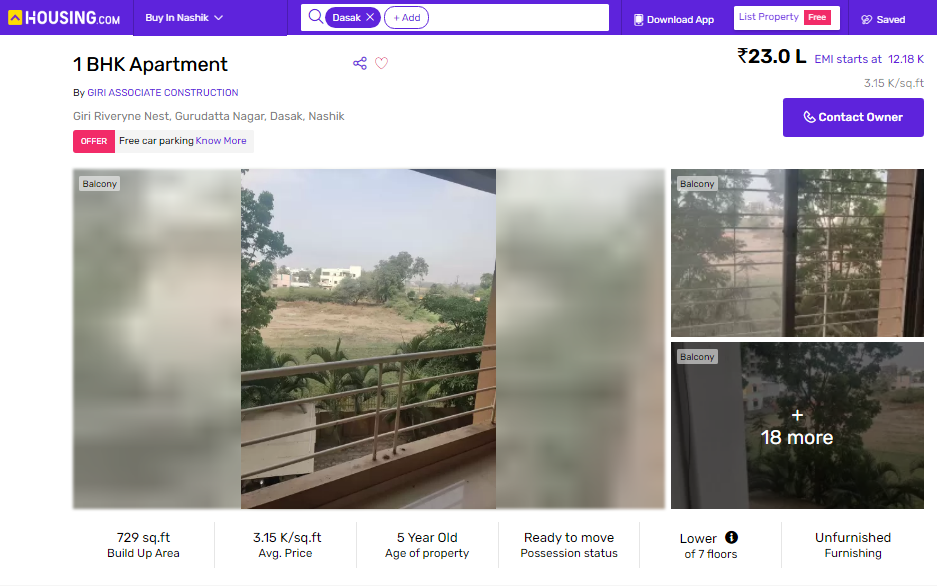 HOUSING.COM
Buy In Nashik
Dasak
+ Add
Download App
List Property Free
Saved
1 BHK Apartment
₹23.0 L EMI starts at 12.18 K
By GIRI ASSOCIATE CONSTRUCTION
3.15 K/sq.ft
Giri Riveryne Nest, Gurudatta Nagar, Dasak, Nashik
Contact Owner
OFFER Free car parking Know More
Balcony
Balcony
Balcony
+
18 more
729 sq.ft
Build Up Area
3.15 K/sq.ft
Avg. Price
5 Year Old
Age of property
Ready to move
Possession status
Lower i
of 7 floors
Unfurnished
Furnishing